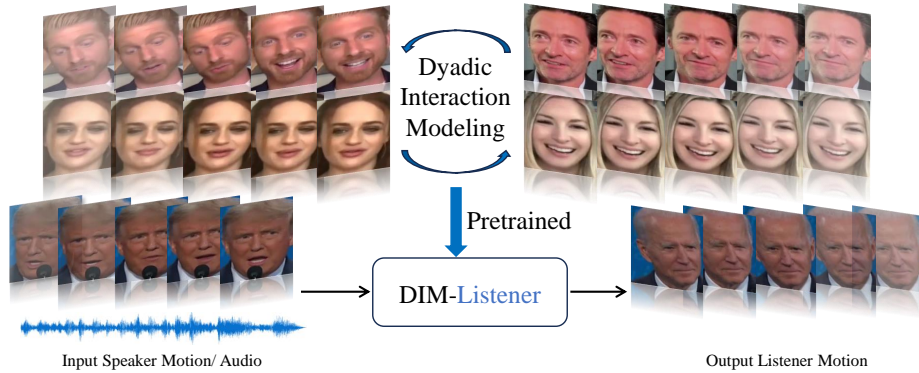 Dyadic
Interaction
Modeling
Pretrained
DIM-Listener
Input Speaker Motion/ Audio
Output Listener Motion